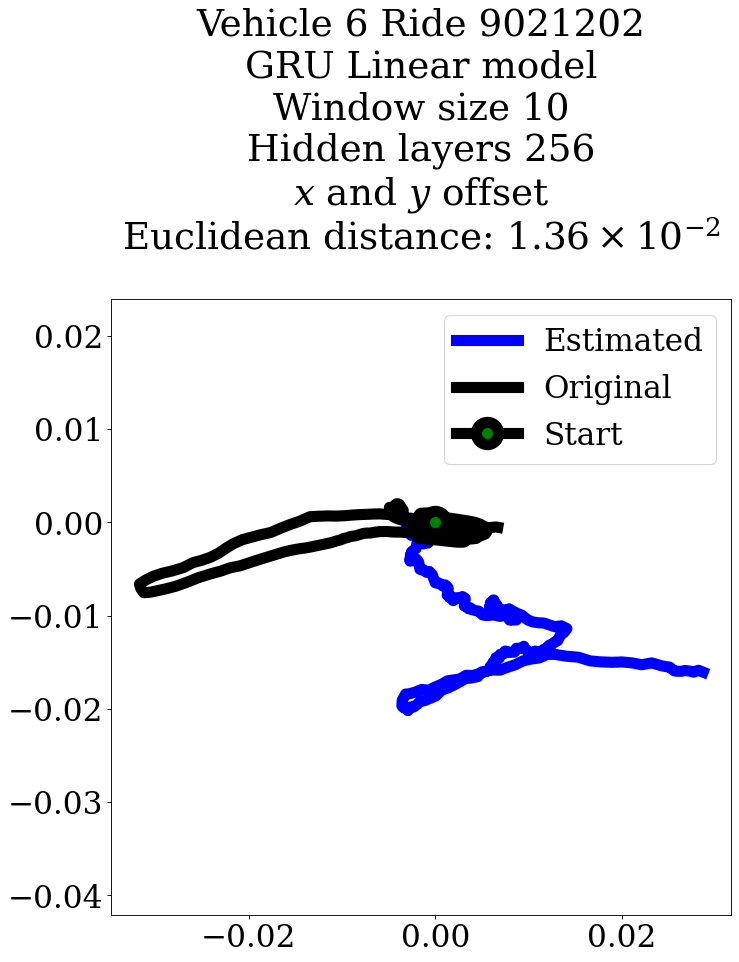 Vehicle 6 Ride 9021202
GRU Linear model
Window size 10
Hidden layers 256
x and y offset
Euclidean distance: 1.36 × 10⁻²
Estimated
Original
Start
0.02
0.01
0.00
−0.01
−0.02
−0.03
−0.04
−0.02 0.00 0.02